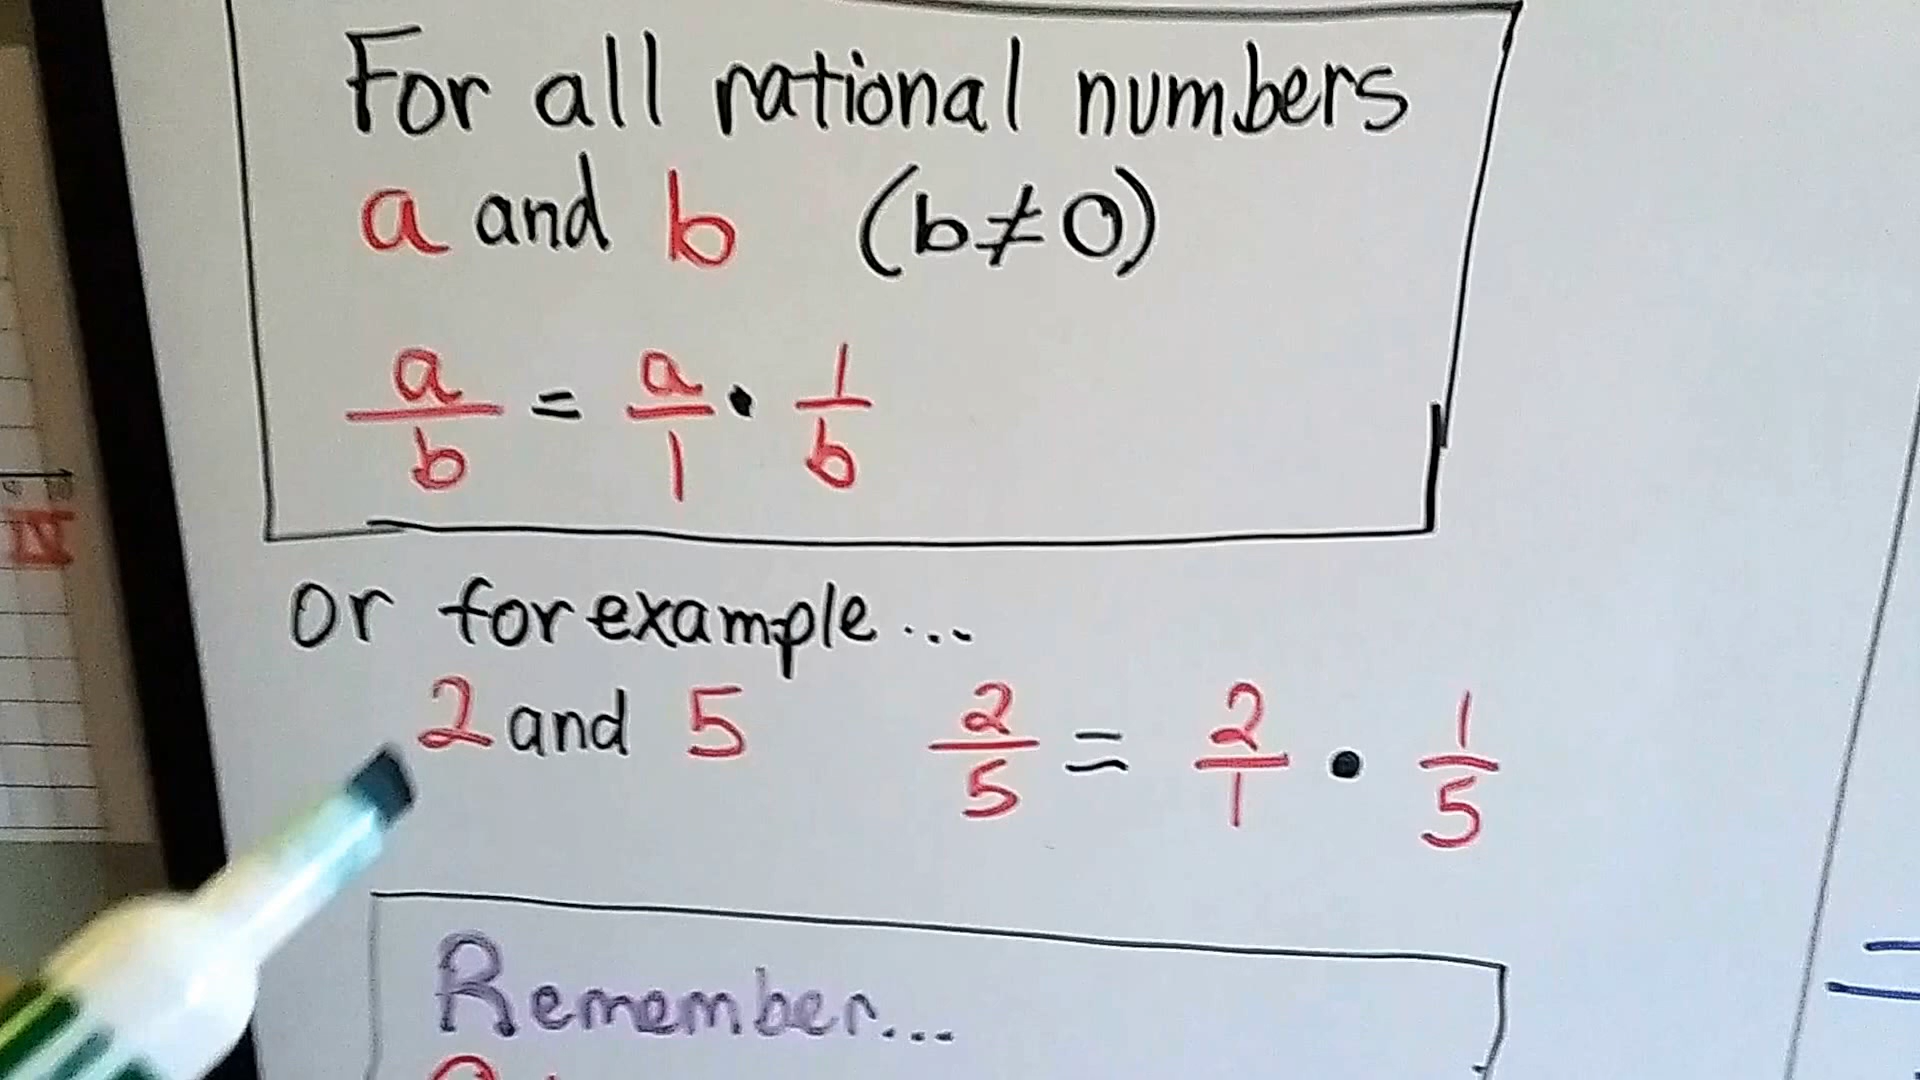 For all rational numbers
a and b (b≠0)
a/b = a/1 · 1/b
or for example...
2 and 5 2/5 = 2/1 · 1/5
Remember...